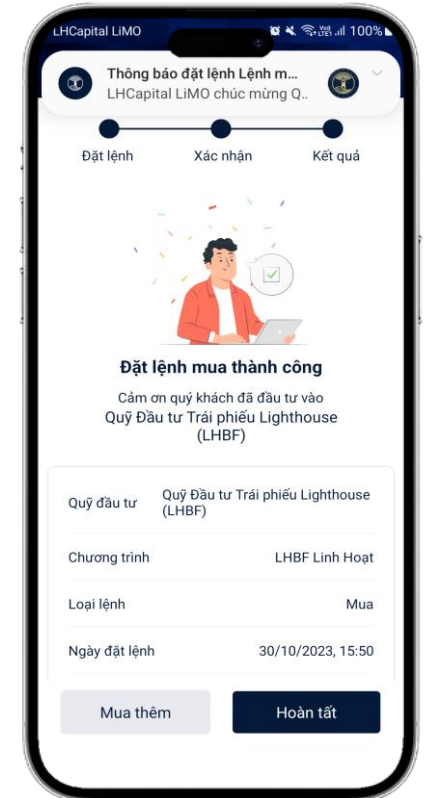 LHCapital LiMO
100%
Thông báo đặt lệnh Lệnh m...
LHCapital LiMO chúc mừng Q..
Đặt lệnh Xác nhận Kết quả
Đặt lệnh mua thành công
Cảm ơn quý khách đã đầu tư vào
Quỹ Đầu tư Trái phiếu Lighthouse
(LHBF)
Quỹ đầu tư Quỹ Đầu tư Trái phiếu Lighthouse
(LHBF)
Chương trình LHBF Linh Hoạt
Loại lệnh Mua
Ngày đặt lệnh 30/10/2023, 15:50
Mua thêm Hoàn tất